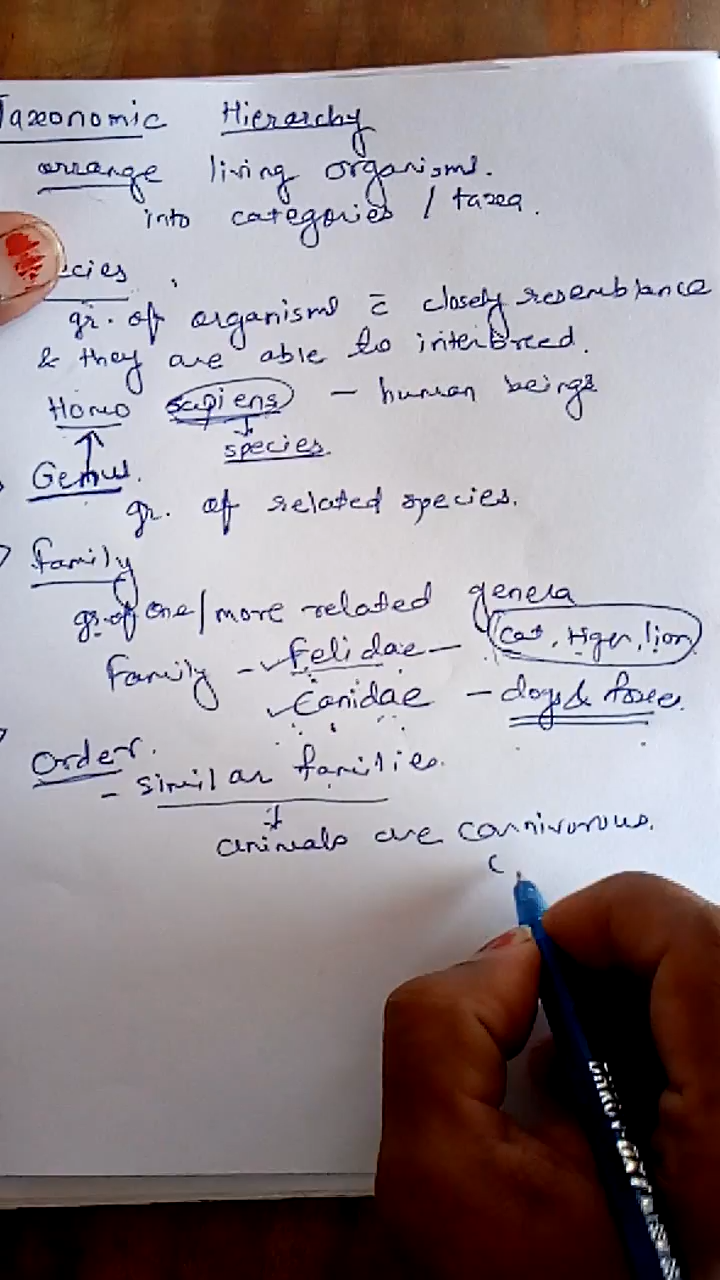 Taxonomic Hierarchy
arrange living organisms.
into categories / taxa.
ecies
gr. of organisms c̄ closely resemblance
& they are able to interbreed.
Homo sapiens - human beings
species.
Genus.
gr. of related species.
family
gr. of one/more related genera
family - ✓Felidae - (cat, tiger, lion)
✓Canidae - dogs & foxes.
Order.
- similar families.
animals are carnivorous.
(